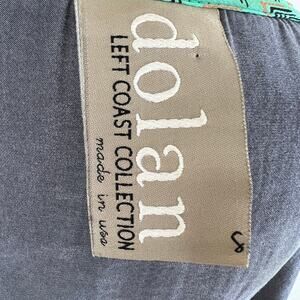 dolan
LEFT COAST COLLECTION
made in usa
S